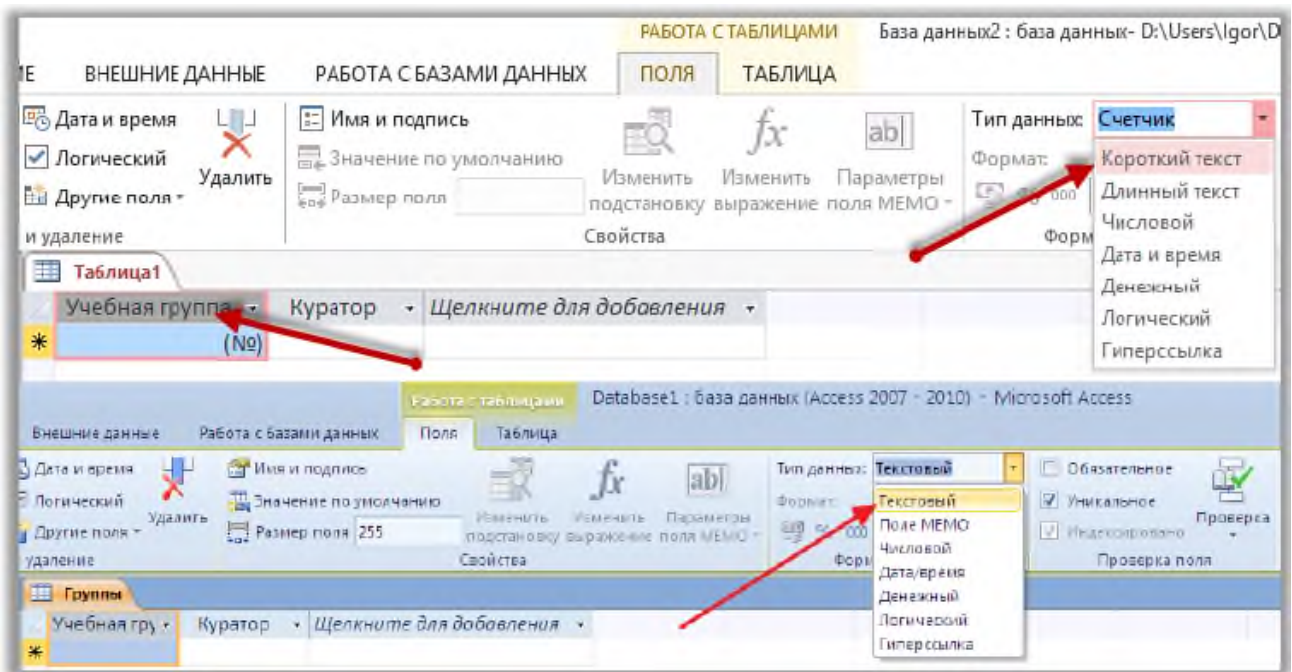 РАБОТА С ТАБЛИЦАМИ База данных2 : база данных- D:\Users\Igor\D
ІЕ ВНЕШНИЕ ДАННЫЕ РАБОТА С БАЗАМИ ДАННЫХ ПОЛЯ ТАБЛИЦА
Дата и время Имя и подпись Тип данных: Счетчик
Логический Значение по умолчанию Формат: Короткий текст
Другие поля Удалить Размер поля Изменить подстановку Изменить выражение Параметры поля МЕМО 000 Длинный текст
Числовой
и удаление Свойства Форм
Дата и время
Таблица1
Денежный
Учебная группа Куратор Щелкните для добавления
Логический
(№)
Гиперссылка
Работа с таблицами Database1 : база данных (Access 2007 - 2010) - Microsoft Access
Внешние данные Работа с базами данных Поля Таблица
Дата и время Имя и подпись Тип данных: Текстовый Обязательное
Логический Значение по умолчанию Формат: Текстовый Уникальное
Другие поля Удалить Размер поля 255 Изменить подстановку Изменить выражение Параметры поля МЕМО % 000 Поле МЕМО Индексировано Проверка
Числовой
удаление Свойства Форм Проверка поля
Дата/время
Группы
Денежный
Учебная гру Куратор Щелкните для добавления
Логический
Гиперссылка